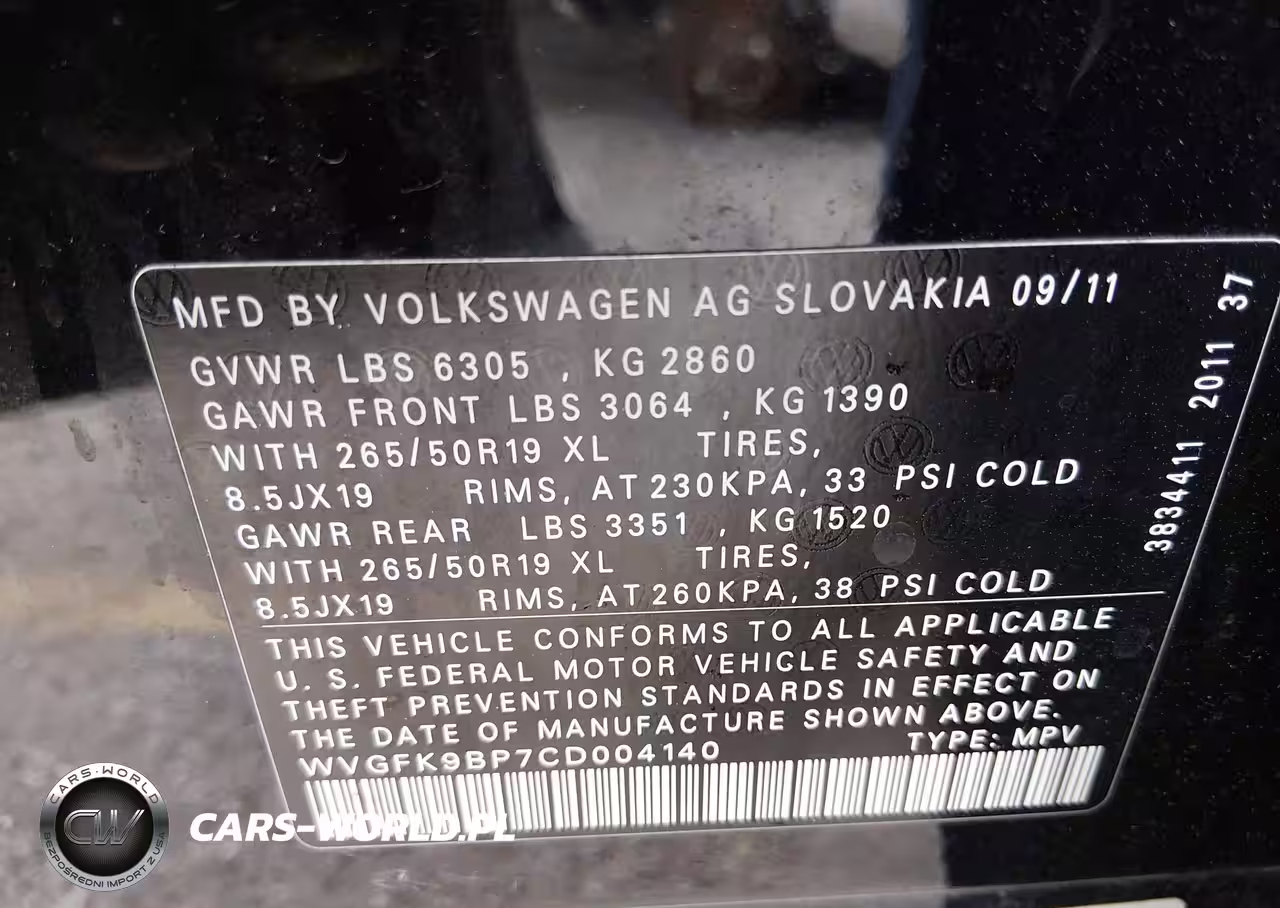 MFD BY VOLKSWAGEN AG SLOVAKIA 09/11
GVWR LBS 6305 , KG 2860
GAWR FRONT LBS 3064 , KG 1390
WITH 265/50R19 XL TIRES,
8.5JX19 RIMS, AT 230KPA, 33 PSI COLD
GAWR REAR LBS 3351 , KG 1520
WITH 265/50R19 XL TIRES,
8.5JX19 RIMS, AT 260KPA, 38 PSI COLD
THIS VEHICLE CONFORMS TO ALL APPLICABLE
U. S. FEDERAL MOTOR VEHICLE SAFETY AND
THEFT PREVENTION STANDARDS IN EFFECT ON
THE DATE OF MANUFACTURE SHOWN ABOVE.
WVGFK9BP7CD004140 TYPE: MPV
3834411 2011 37
CARS-WORLD
CW
BEZPOŚREDNI IMPORT Z USA
CARS-WORLD.PL